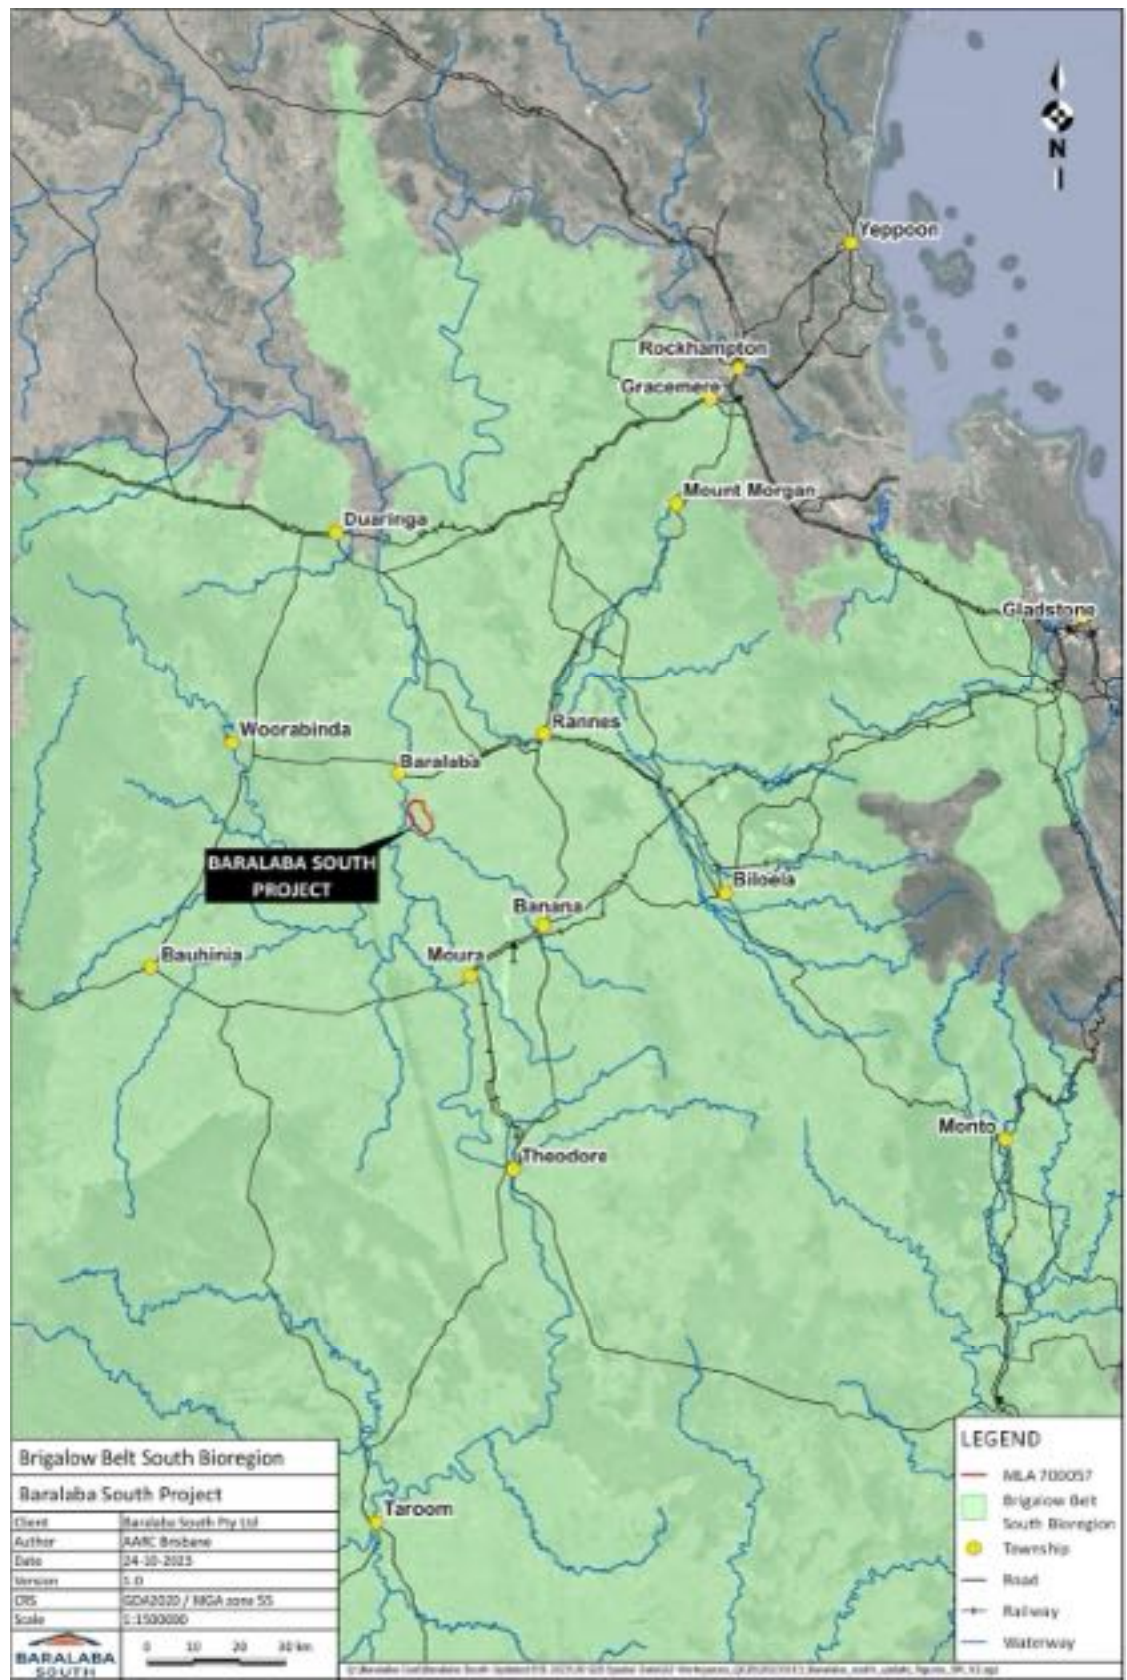 N
Yeppoon
Rockhampton
Gracemere
Mount Morgan
Duaringa
Gladstone
Woorabinda
Rannes
Baralaba
BARALABA SOUTH
PROJECT
Biloela
Banana
Bauhinia
Moura
Monto
Theodore
Taroom
Brigalow Belt South Bioregion
Baralaba South Project
Client Baralaba South Pty Ltd
Author AARC Brisbane
Date 24-10-2023
Version 1.0
CRS GDA2020 / MGA zone 55
Scale 1:1500000
BARALABA
SOUTH
0 10 20 30 km
LEGEND
MLA 700057
Brigalow Belt
South Bioregion
Township
Road
Railway
Waterway